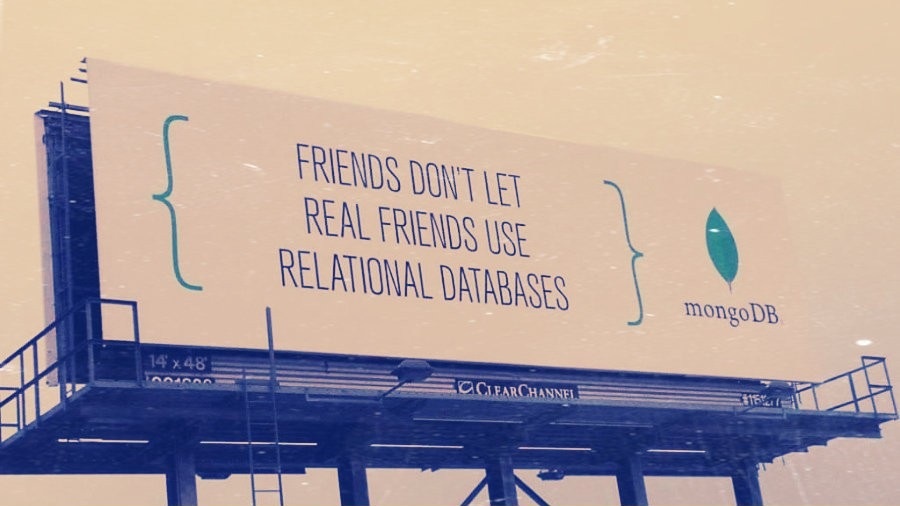 FRIENDS DON'T LET
REAL FRIENDS USE
RELATIONAL DATABASES
mongoDB
14' x 48'
CLEARCHANNEL